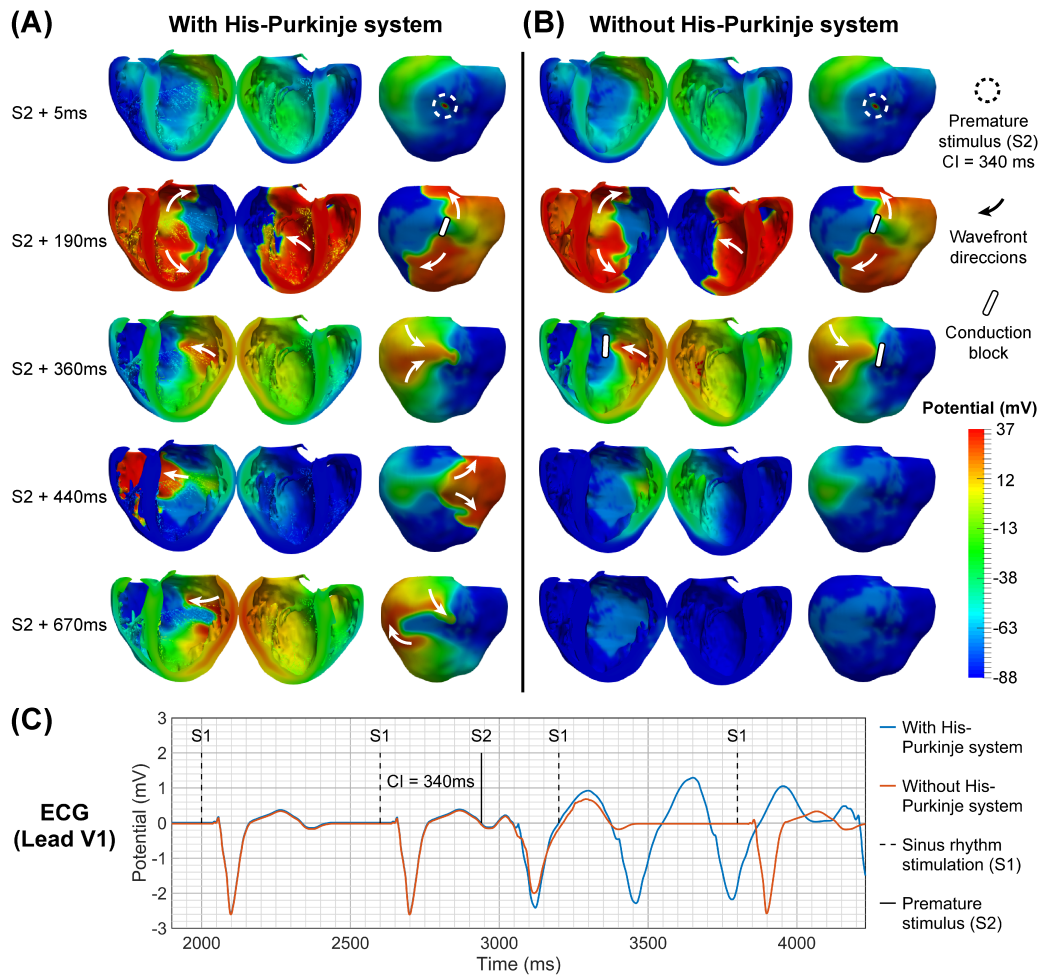 (A) With His-Purkinje system
(B) Without His-Purkinje system
S2 + 5ms
S2 + 190ms
S2 + 360ms
S2 + 440ms
S2 + 670ms
Premature
stimulus (S2)
CI = 340 ms
Wavefront
direccions
Conduction
block
Potential (mV)
37
12
-13
-38
-63
-88
(C)
ECG
(Lead V1)
Potential (mV)
3
2
1
0
-1
-2
-3
S1
S1
S2
S1
S1
CI = 340ms
2000
2500
3000
3500
4000
Time (ms)
With His-
Purkinje system
Without His-
Purkinje system
Sinus rhythm
stimulation (S1)
Premature
stimulus (S2)